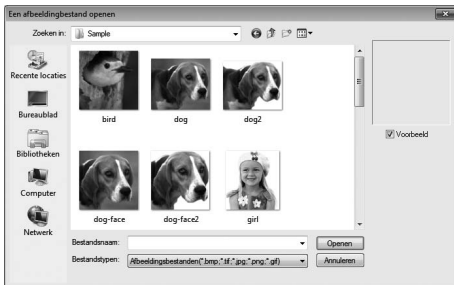 Een afbeeldingbestand openen
Zoeken in:
Sample
Recente locaties
Bureaublad
Bibliotheken
Computer
Netwerk
bird
dog
dog2
dog-face
dog-face2
girl
Voorbeeld
Bestandsnaam:
Openen
Bestandstypen:
Afbeeldingsbestanden(*.bmp;*.tif;*.jpg;*.png;*.gif)
Annuleren